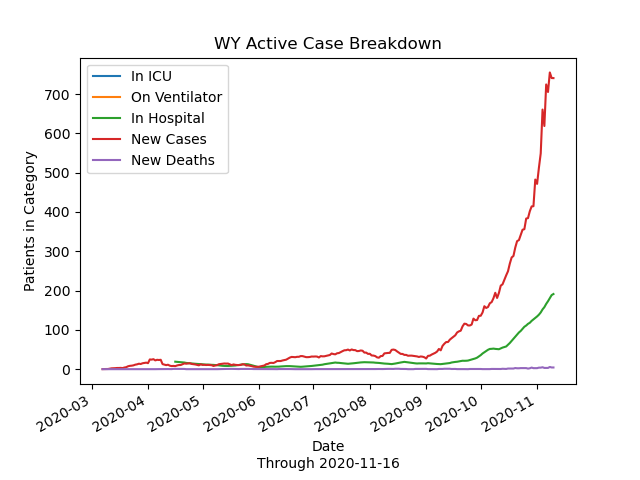 WY Active Case Breakdown
In ICU
On Ventilator
In Hospital
New Cases
New Deaths
Patients in Category
700
600
500
400
300
200
100
0
2020-03
2020-04
2020-05
2020-06
2020-07
2020-08
2020-09
2020-10
2020-11
Date
Through 2020-11-16